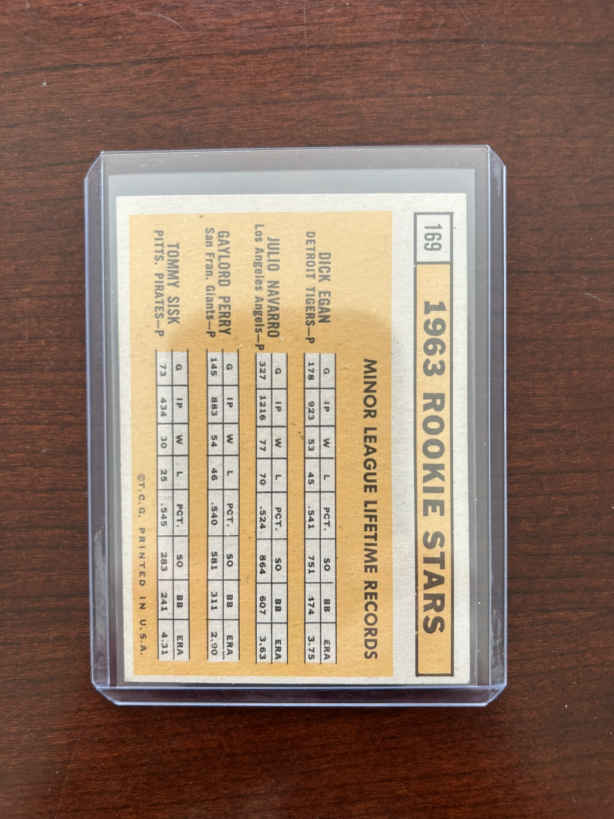 169 1963 ROOKIE STARS
MINOR LEAGUE LIFETIME RECORDS
G IP W L PCT. SO BB ERA
DICK EGAN
DETROIT TIGERS—P 178 923 53 45 .541 751 474 3.75
G IP W L PCT. SO BB ERA
JULIO NAVARRO
Los Angeles Angels—P 327 1216 77 70 .524 864 607 3.63
G IP W L PCT. SO BB ERA
GAYLORD PERRY
San Fran. Giants—P 145 883 54 46 .540 581 311 2.90
G IP W L PCT. SO BB ERA
TOMMY SISK
PITTS. PIRATES—P 73 434 30 25 .545 283 241 4.31
©T.C.G. PRINTED IN U.S.A.